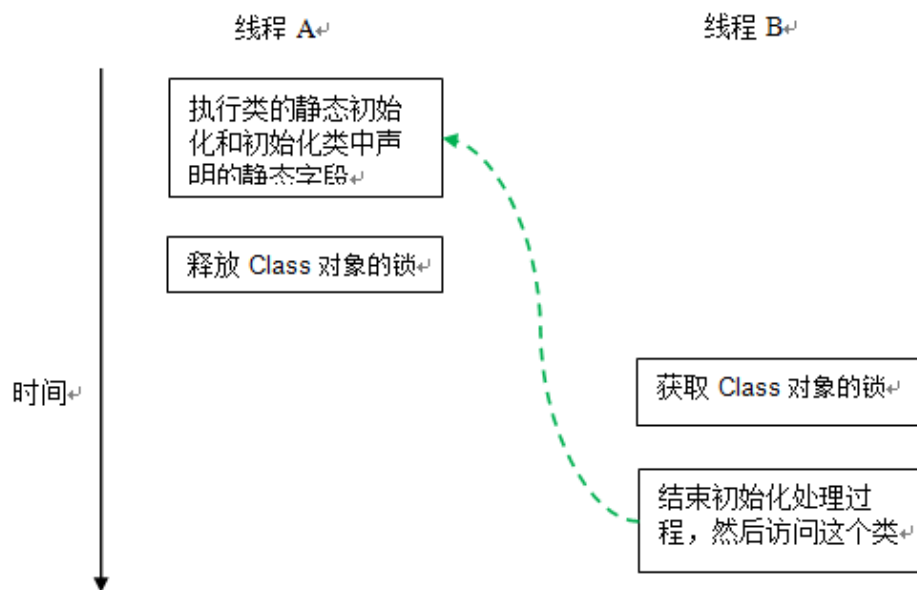 线程 A↵
线程 B↵
执行类的静态初始
化和初始化类中声
明的静态字段↵
释放 Class 对象的锁↵
时间↵
获取 Class 对象的锁↵
结束初始化处理过
程，然后访问这个类↵